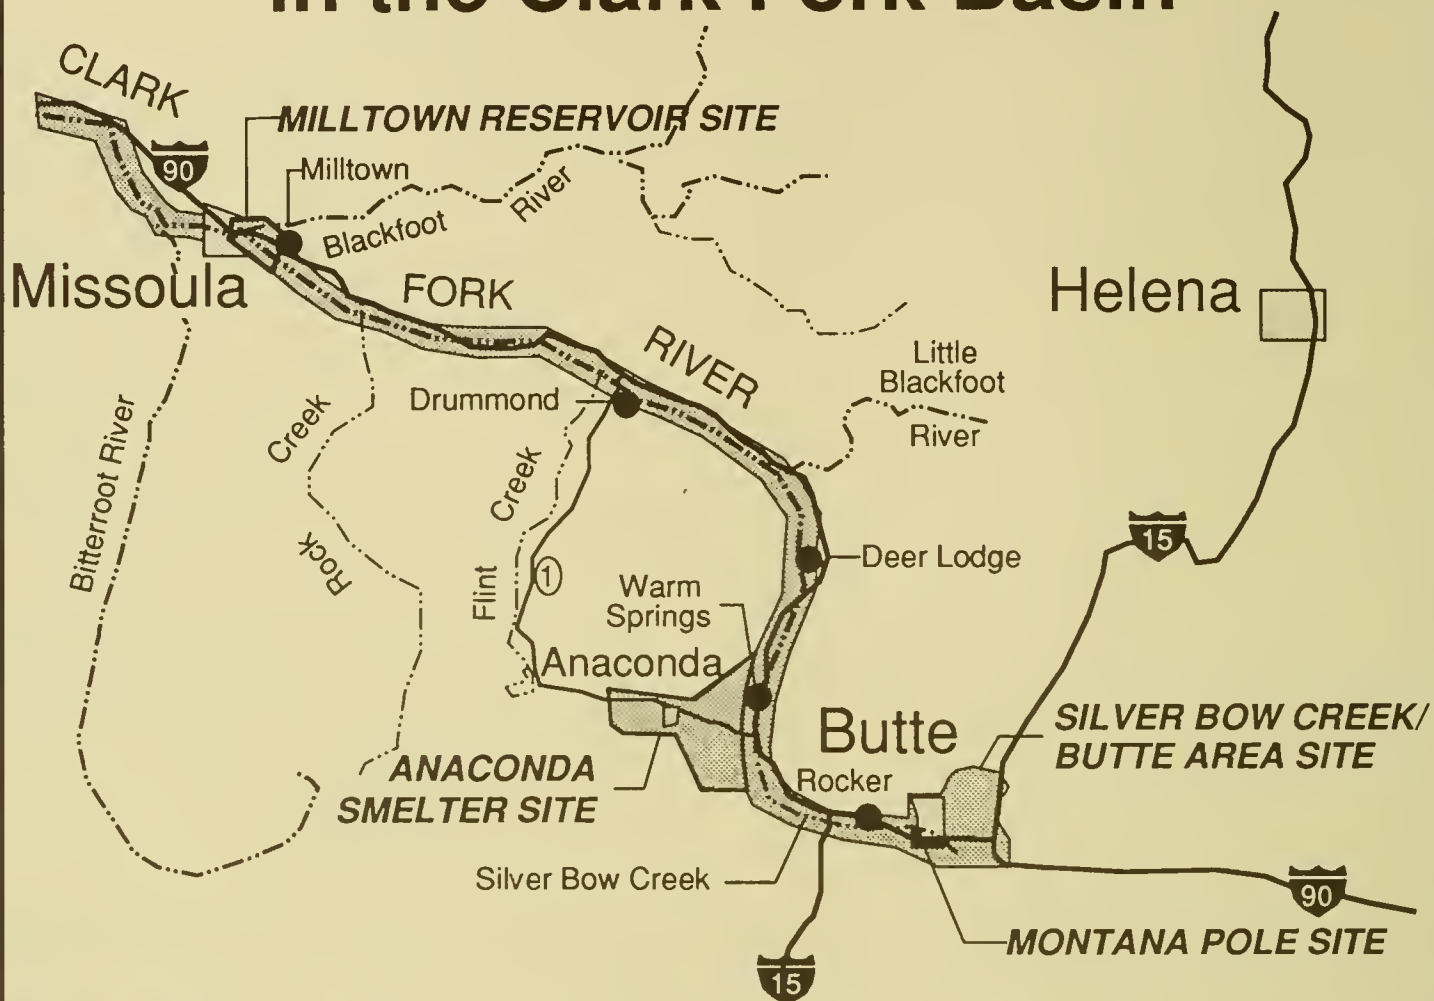 in the Clark Fork Basin
CLARK
MILLTOWN RESERVOIR SITE
90
Milltown
River
Blackfoot
Missoula
FORK
Helena
RIVER
Little
Blackfoot
River
Drummond
Creek
Bitterroot River
Creek
15
Rock
Deer Lodge
Flint
1
Warm
Springs
Anaconda
Butte
SILVER BOW CREEK/
BUTTE AREA SITE
ANACONDA
SMELTER SITE
Rocker
Silver Bow Creek
90
MONTANA POLE SITE
15